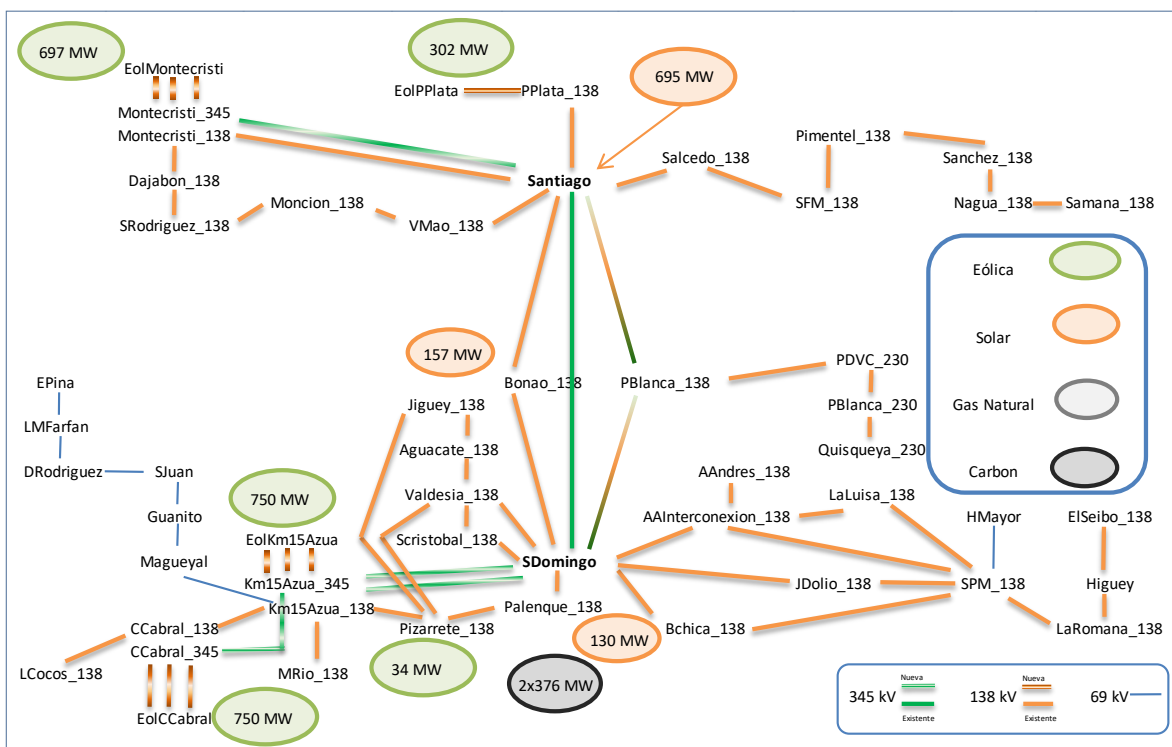 697 MW
302 MW
EolMontecristi
695 MW
EolPPlata
PPlata_138
Montecristi_345
Montecristi_138
Pimentel_138
Salcedo_138
Sanchez_138
Dajabon_138
Santiago
Moncion_138
SFM_138
Nagua_138
Samana_138
SRodriguez_138
VMao_138
Eólica
Solar
Gas Natural
Carbon
157 MW
PDVC_230
EPina
Bonao_138
PBlanca_138
Jiguey_138
PBlanca_230
LMFarfan
Aguacate_138
Quisqueya_230
DRodriguez
SJuan
AAndres_138
750 MW
Valdesia_138
LaLuisa_138
Guanito
AAInterconexion_138
HMayor
ElSeibo_138
EolKm15Azua
Scristobal_138
Magueyal
SDomingo
Km15Azua_345
JDolio_138
SPM_138
Higuey
Km15Azua_138
Palenque_138
CCabral_138
Pizarrete_138
130 MW
Bchica_138
LaRomana_138
CCabral_345
LCocos_138
MRio_138
34 MW
2x376 MW
EolCCabral
750 MW
345 kV
Nueva
Existente
138 kV
Nueva
Existente
69 kV